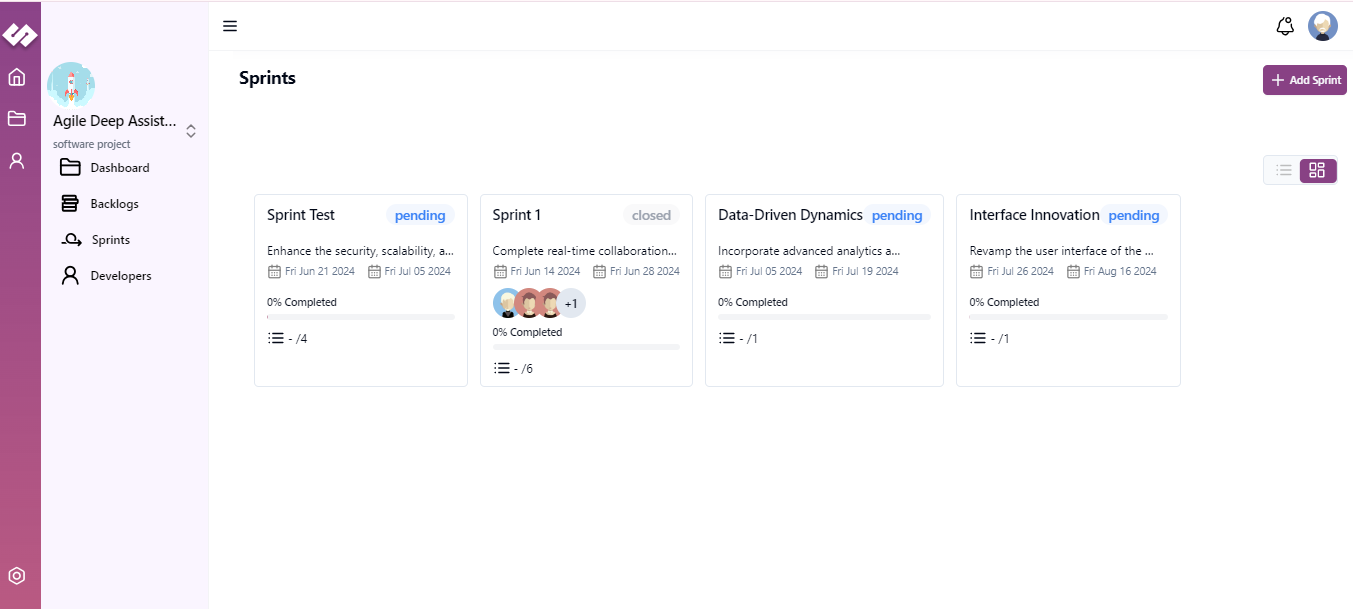 Sprints
Add Sprint
Agile Deep Assist...
software project
Dashboard
Backlogs
Sprints
Developers
Sprint Test
pending
Enhance the security, scalability, a...
Fri Jun 21 2024
Fri Jul 05 2024
0% Completed
- /4
Sprint 1
closed
Complete real-time collaboration...
Fri Jun 14 2024
Fri Jun 28 2024
+1
0% Completed
- /6
Data-Driven Dynamics
pending
Incorporate advanced analytics a...
Fri Jul 05 2024
Fri Jul 19 2024
0% Completed
- /1
Interface Innovation
pending
Revamp the user interface of the ...
Fri Jul 26 2024
Fri Aug 16 2024
0% Completed
- /1